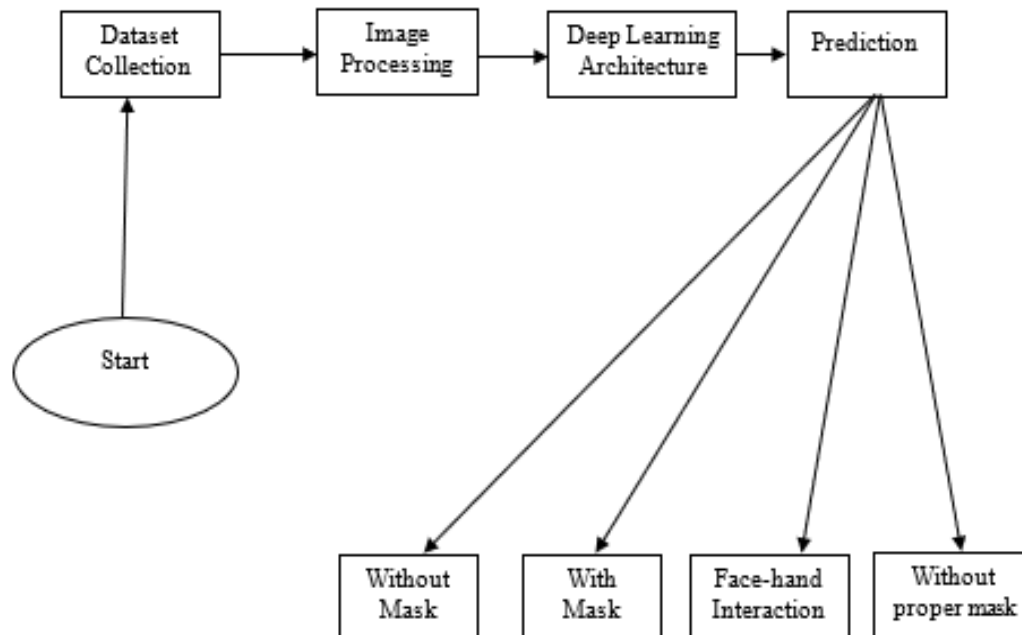 Dataset
Collection
Image
Processing
Deep Learning
Architecture
Prediction
Start
Without
Mask
With
Mask
Face-hand
Interaction
Without
proper mask